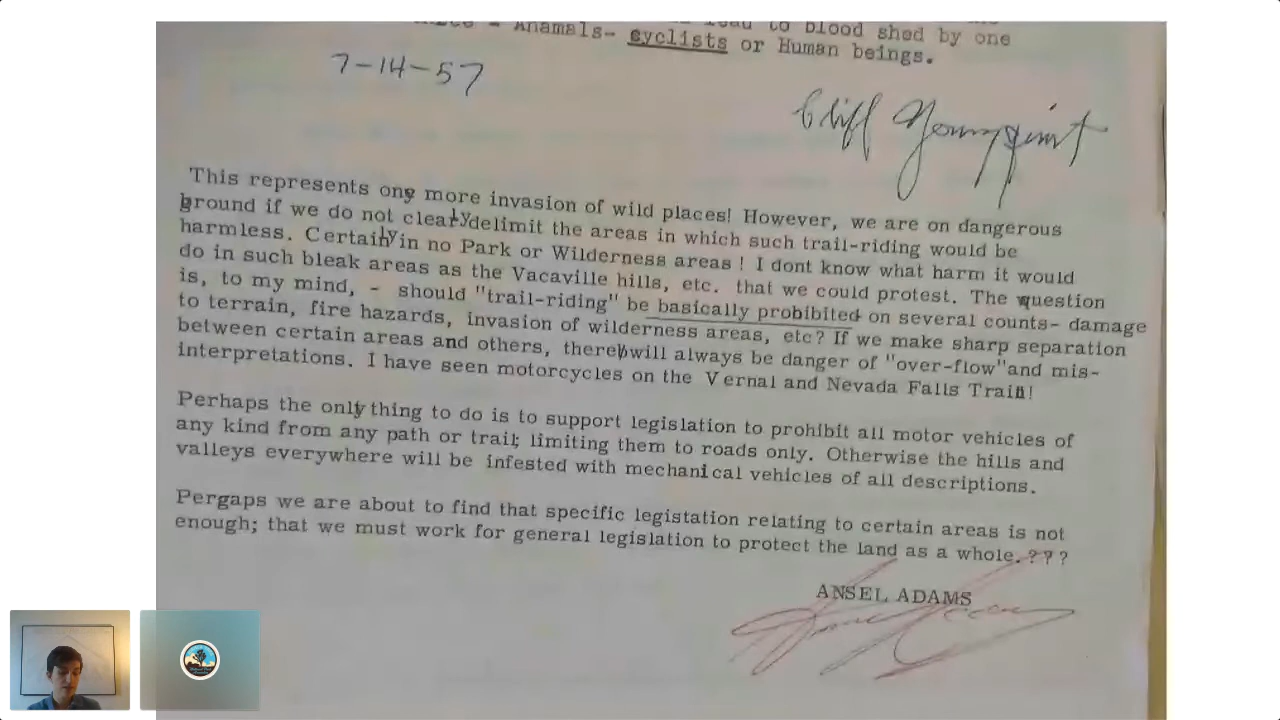 lead to blood shed by one
- Anamals- cyclists or Human beings.
7-14-57
Cliff Youngquist
This represents one more invasion of wild places! However, we are on dangerous
ground if we do not clearly delimit the areas in which such trail-riding would be
harmless. Certainly in no Park or Wilderness areas ! I dont know what harm it would
do in such bleak areas as the Vacaville hills, etc. that we could protest. The question
is, to my mind, - should "trail-riding" be basically prohibited on several counts- damage
to terrain, fire hazards, invasion of wilderness areas, etc? If we make sharp separation
between certain areas and others, there will always be danger of "over-flow"and mis-
interpretations. I have seen motorcycles on the Vernal and Nevada Falls Trail!
Perhaps the only thing to do is to support legislation to prohibit all motor vehicles of
any kind from any path or trail; limiting them to roads only. Otherwise the hills and
valleys everywhere will be infested with mechanical vehicles of all descriptions.
Pergaps we are about to find that specific legistation relating to certain areas is not
enough; that we must work for general legislation to protect the land as a whole.???
ANSEL ADAMS